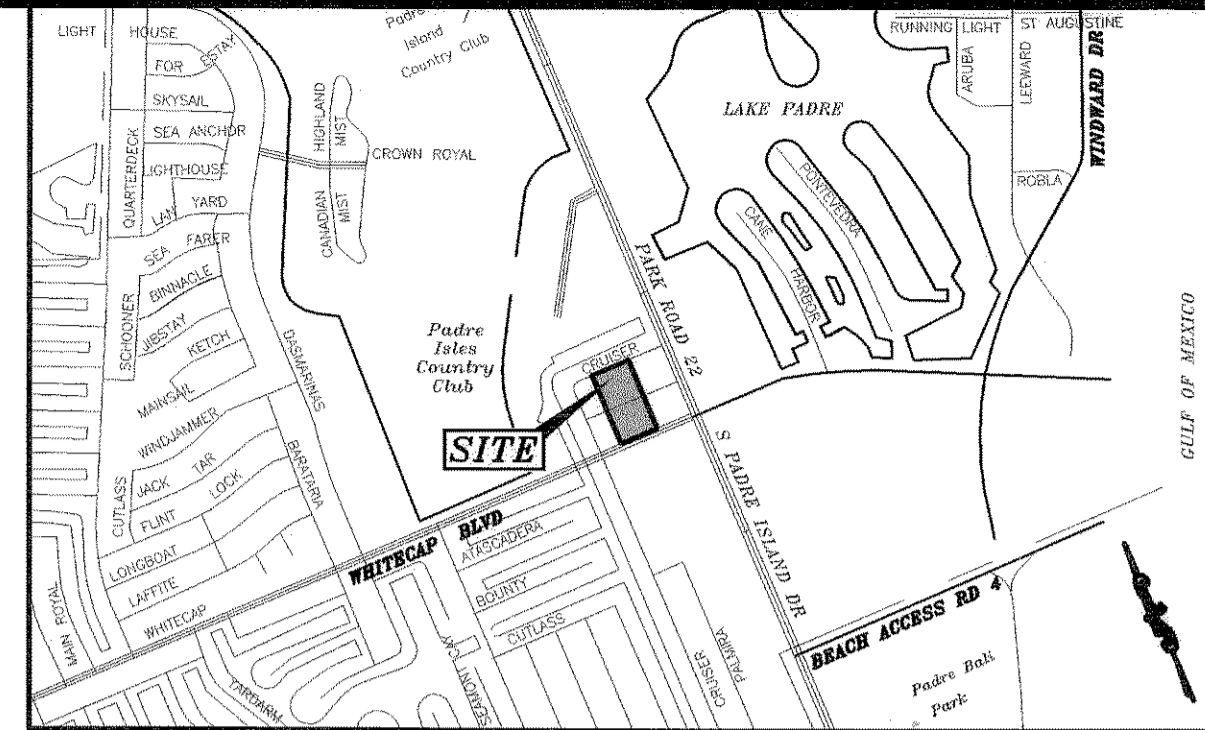 LIGHT HOUSE
FOR ESTAY
SKYSAIL
SEA ANCHOR
LIGHTHOUSE
LAN YARD
QUARTERDECK
SEA FARER
BINNACLE
JIBSTAY
KETCH
SCHOONER
MAINSAIL
WINDJAMMER
DASMARINAS
CUTLASS
JACK TAR
FLINT LOCK
BARATARIA
LONGBOAT
LAFFITE
WHITECAP
MAIN ROYAL
YARDARM
HIGHLAND MIST
CANADIAN MIST
CROWN ROYAL
Padre
Island
Country Club
Padre
Isles
Country
Club
CRUISER
SITE
WHITECAP BLVD
ATASCADERA
BOUNTY
CUTLASS
SEAMONT CAY
CRUISER
PALMIRA
PARK ROAD 22
S PADRE ISLAND DR
LAKE PADRE
PONTEVEDRA
CANE HARBOR
RUNNING LIGHT
ST AUGUSTINE
ARUBA
LEEWARD
WINDWARD DR
ROBLA
GULF OF MEXICO
BEACH ACCESS RD 4
Padre Bali
Park